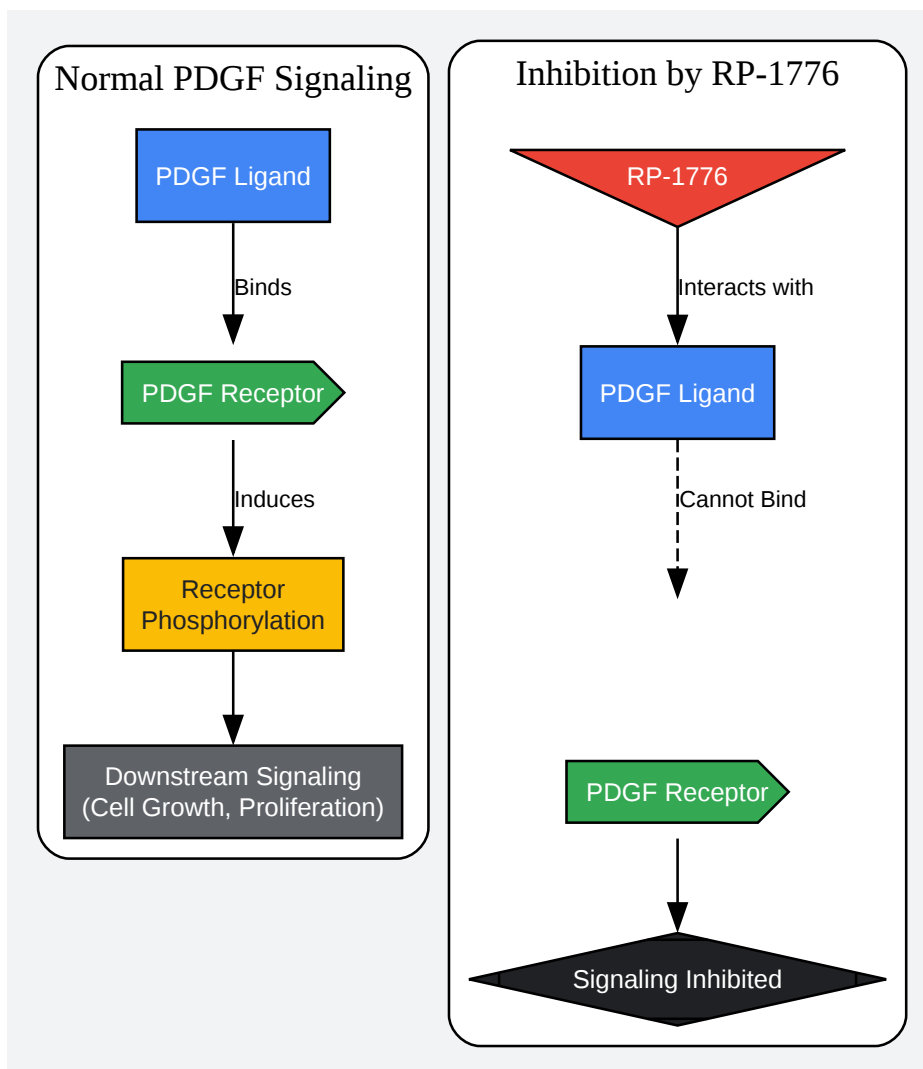 Normal PDGF Signaling
PDGF Ligand
Binds
PDGF Receptor
Induces
Receptor
Phosphorylation
Downstream Signaling
(Cell Growth, Proliferation)
Inhibition by RP-1776
RP-1776
Interacts with
PDGF Ligand
Cannot Bind
PDGF Receptor
Signaling Inhibited